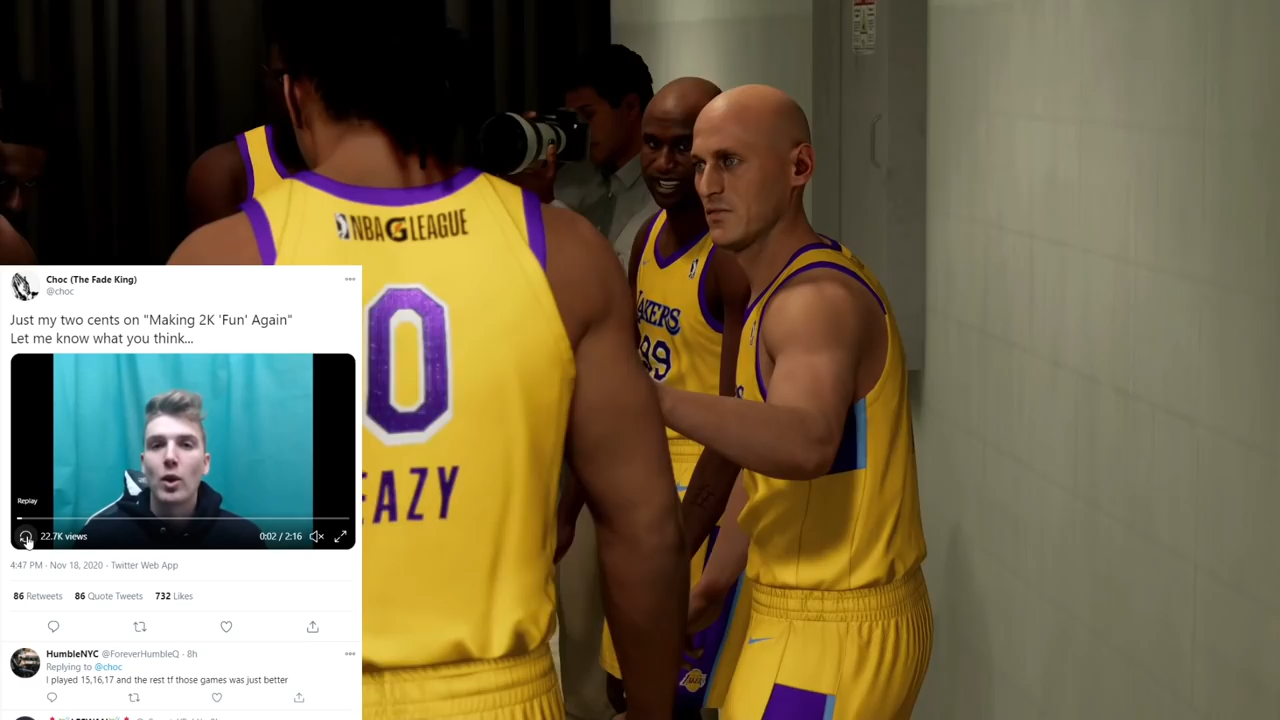 NBA G LEAGUE
0
EAZY
LAKERS
99
Choc (The Fade King)
@choc
Just my two cents on "Making 2K 'Fun' Again"
Let me know what you think...
Replay
22.7K views
0:02 / 2:16
4:47 PM · Nov 18, 2020 · Twitter Web App
86 Retweets 86 Quote Tweets 732 Likes
HumbleNYC @ForeverHumbleQ · 8h
Replying to @choc
I played 15,16,17 and the rest tf those games was just better